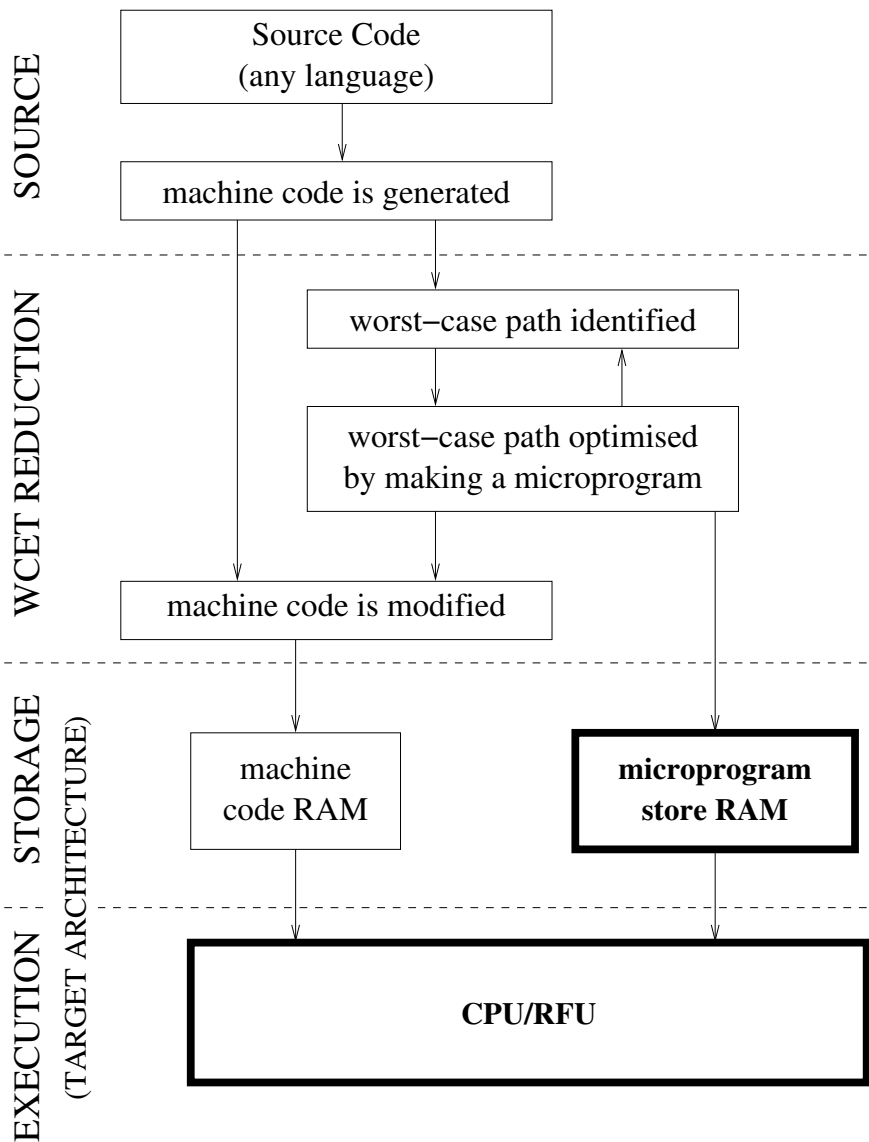 SOURCE
Source Code
(any language)
machine code is generated
WCET REDUCTION
worst−case path identified
worst−case path optimised
by making a microprogram
machine code is modified
STORAGE
(TARGET ARCHITECTURE)
machine
code RAM
microprogram
store RAM
EXECUTION
CPU/RFU